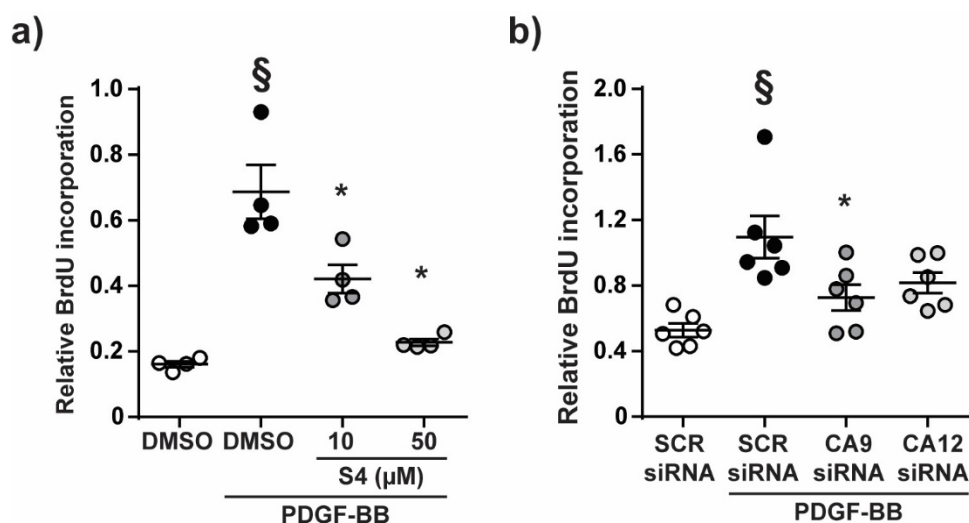 a)
§
Relative BrdU incorporation
1.0
0.8
0.6
0.4
0.2
0
*
*
DMSO DMSO 10 50
S4 (µM)
PDGF-BB
b)
§
Relative BrdU incorporation
2.0
1.6
1.2
0.8
0.4
0
*
SCR SCR CA9 CA12
siRNA siRNA siRNA siRNA
PDGF-BB